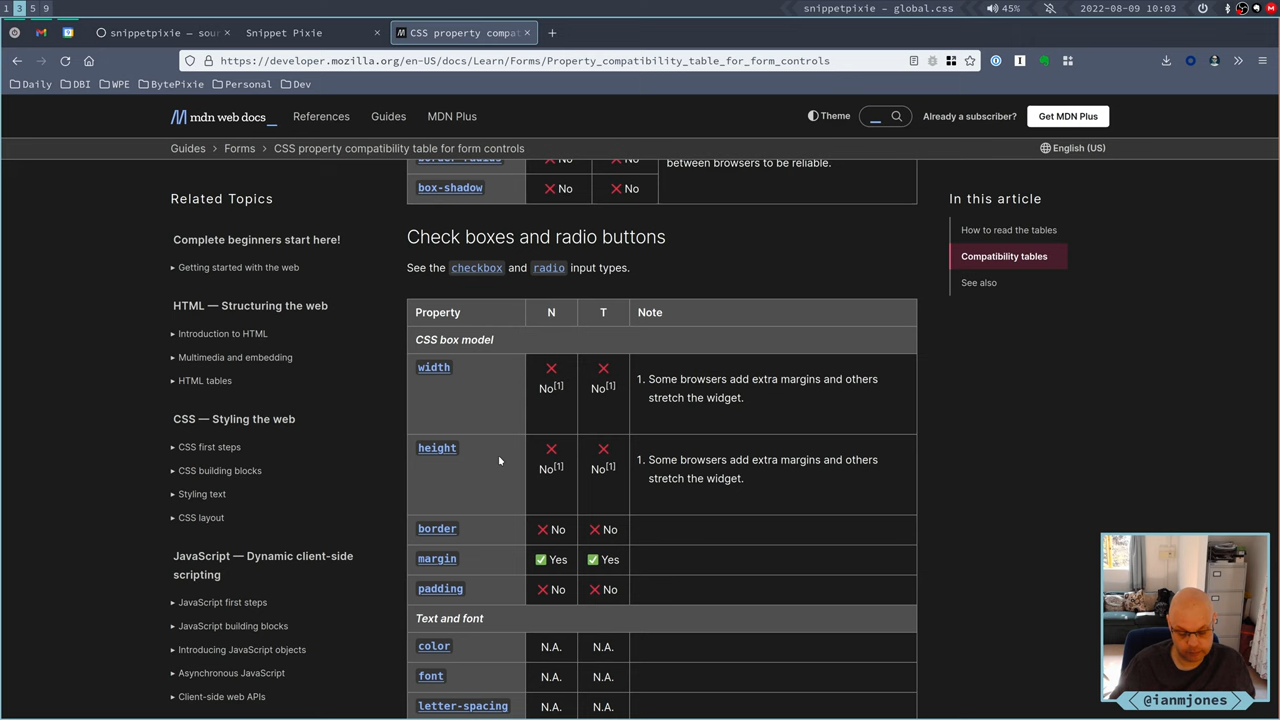 1 3 5 9
snippetpixie – global.css
45%
2022-08-09 10:03
snippetpixie — sour
Snippet Pixie
CSS property compat
https://developer.mozilla.org/en-US/docs/Learn/Forms/Property_compatibility_table_for_form_controls
Daily
DBI
WPE
BytePixie
Personal
Dev
mdn web docs_
References
Guides
MDN Plus
Theme
Already a subscriber?
Get MDN Plus
Guides
Forms
CSS property compatibility table for form controls
English (US)
Related Topics
Complete beginners start here!
Getting started with the web
HTML — Structuring the web
Introduction to HTML
Multimedia and embedding
HTML tables
CSS — Styling the web
CSS first steps
CSS building blocks
Styling text
CSS layout
JavaScript — Dynamic client-side
scripting
JavaScript first steps
JavaScript building blocks
Introducing JavaScript objects
Asynchronous JavaScript
Client-side web APIs
border-radius ❌ No ❌ No between browsers to be reliable.
box-shadow ❌ No ❌ No
Check boxes and radio buttons
See the checkbox and radio input types.
Property N T Note
CSS box model
width ❌ No[1] ❌ No[1] 1. Some browsers add extra margins and others
stretch the widget.
height ❌ No[1] ❌ No[1] 1. Some browsers add extra margins and others
stretch the widget.
border ❌ No ❌ No
margin ✅ Yes ✅ Yes
padding ❌ No ❌ No
Text and font
color N.A. N.A.
font N.A. N.A.
letter-spacing N.A. N.A.
In this article
How to read the tables
Compatibility tables
See also
@ianmjones